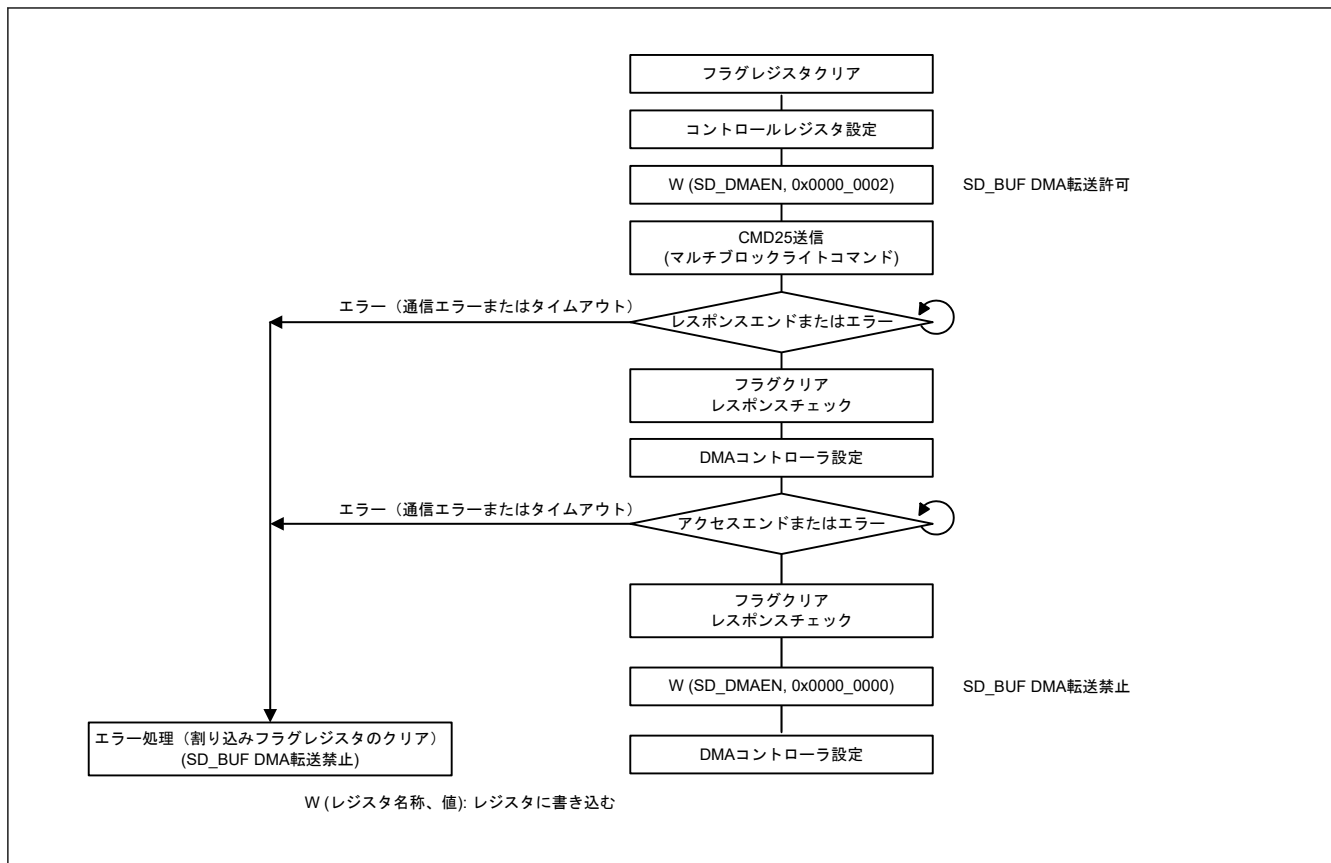 フラグレジスタクリア
コントロールレジスタ設定
W (SD_DMAEN, 0x0000_0002)
SD_BUF DMA転送許可
CMD25送信
(マルチブロックライトコマンド)
エラー（通信エラーまたはタイムアウト）
レスポンスエンドまたはエラー
フラグクリア
レスポンスチェック
DMAコントローラ設定
エラー（通信エラーまたはタイムアウト）
アクセスエンドまたはエラー
フラグクリア
レスポンスチェック
W (SD_DMAEN, 0x0000_0000)
SD_BUF DMA転送禁止
エラー処理（割り込みフラグレジスタのクリア）
(SD_BUF DMA転送禁止)
DMAコントローラ設定
W (レジスタ名称、値): レジスタに書き込む